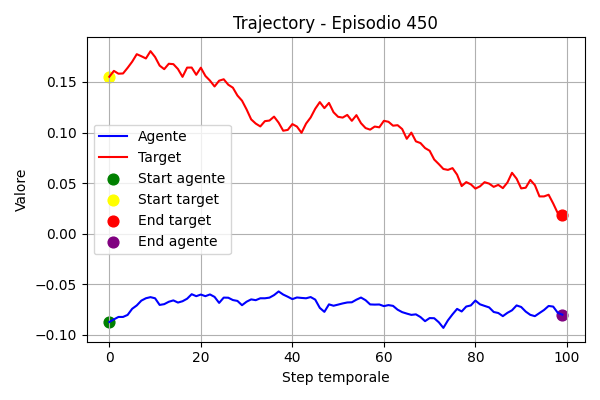 Trajectory - Episodio 450
Valore
0.15
0.10
0.05
0.00
−0.05
−0.10
Agente
Target
Start agente
Start target
End target
End agente
0
20
40
60
80
100
Step temporale